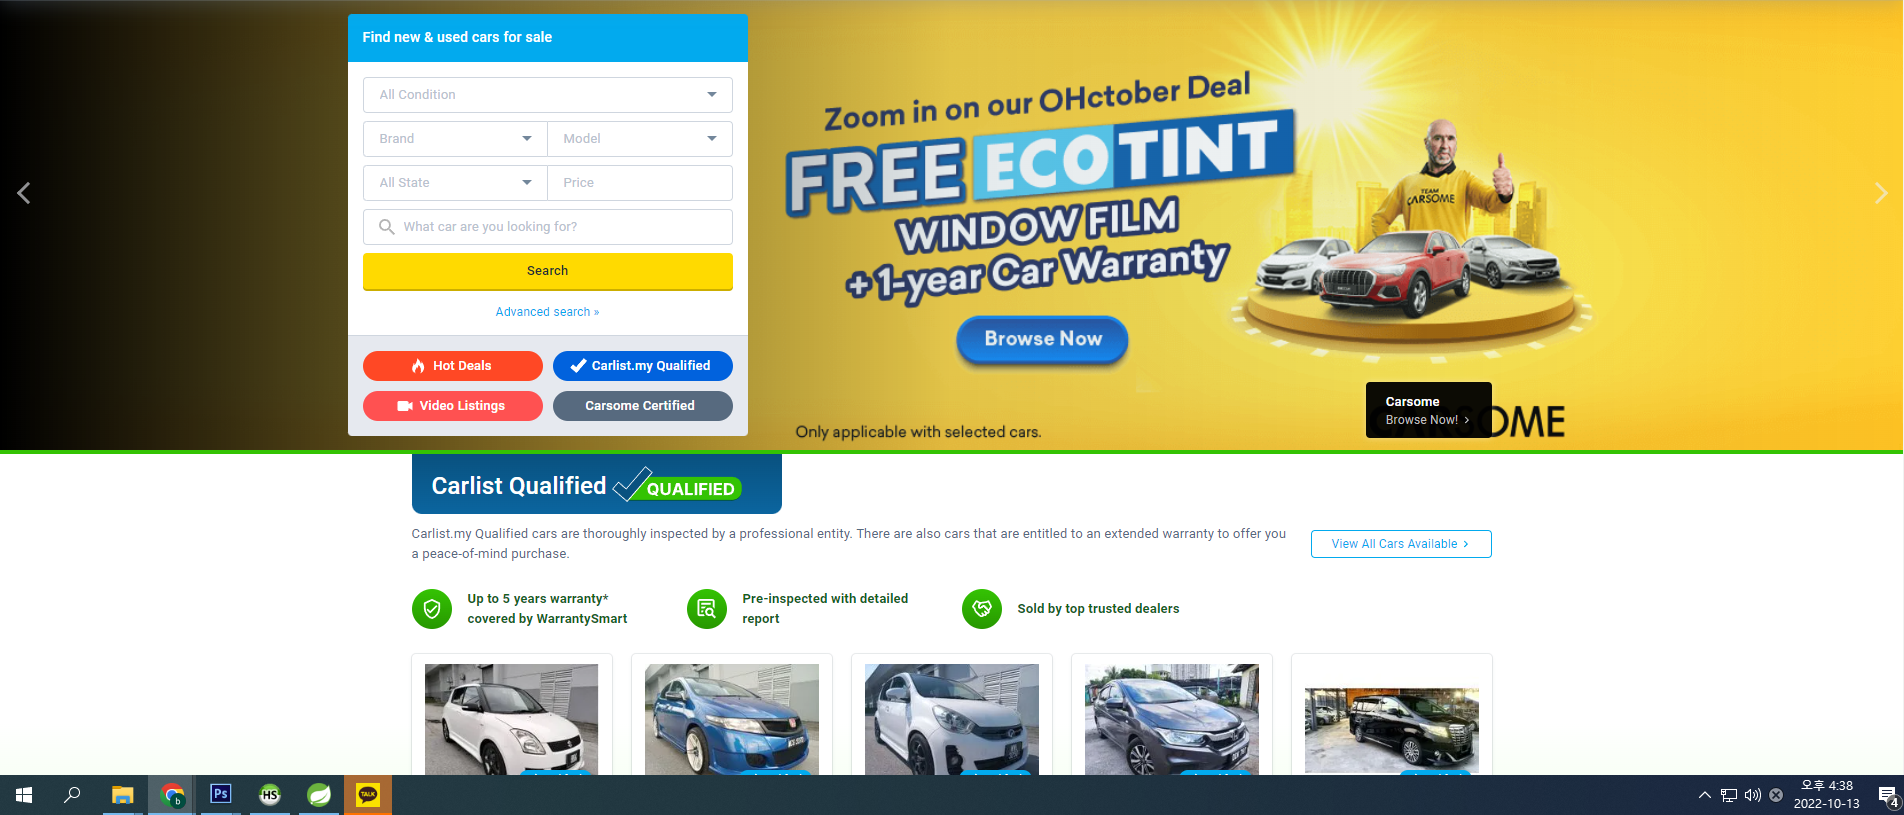 Find new & used cars for sale
All Condition
Brand
Model
All State
Price
What car are you looking for?
Search
Advanced search »
Hot Deals
Carlist.my Qualified
Video Listings
Carsome Certified
Zoom in on our OHctober Deal
FREE ECOTINT
WINDOW FILM
+ 1-year Car Warranty
Browse Now
Only applicable with selected cars.
TEAM
CARSOME
Carsome
Browse Now! ›
Carlist Qualified QUALIFIED
Carlist.my Qualified cars are thoroughly inspected by a professional entity. There are also cars that are entitled to an extended warranty to offer you
a peace-of-mind purchase.
View All Cars Available ›
Up to 5 years warranty*
covered by WarrantySmart
Pre-inspected with detailed
report
Sold by top trusted dealers
b
Ps
HS
TALK
오후 4:38
2022-10-13
4